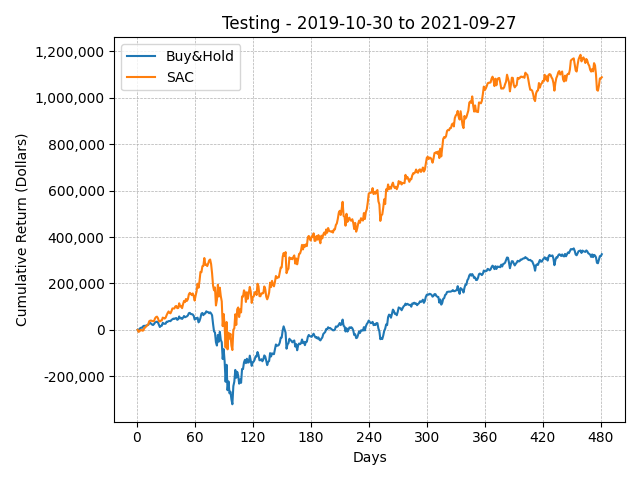 Testing - 2019-10-30 to 2021-09-27
Buy&Hold
SAC
Cumulative Return (Dollars)
1,200,000
1,000,000
800,000
600,000
400,000
200,000
0
-200,000
0 60 120 180 240 300 360 420 480
Days